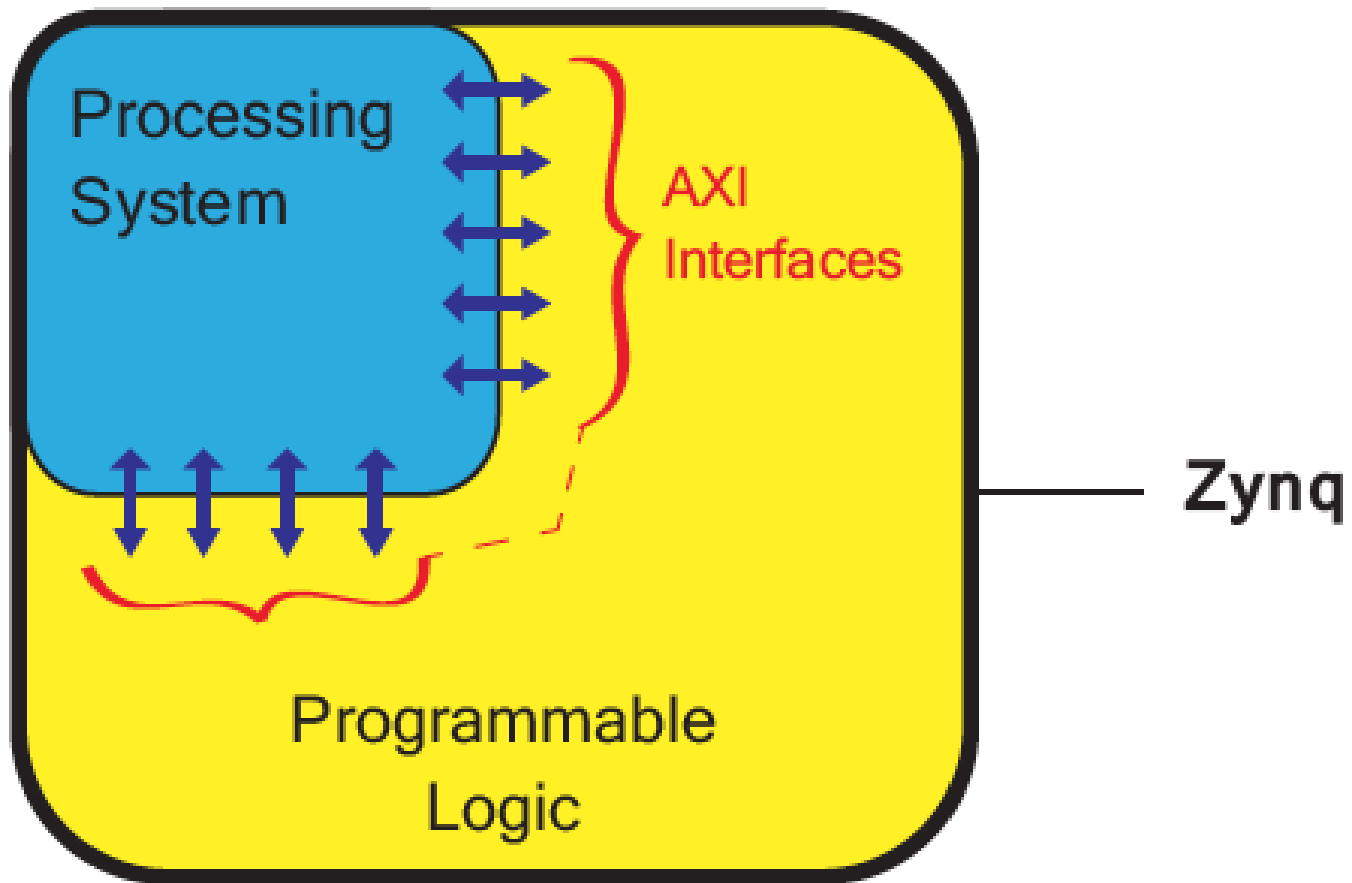 Processing
System
AXI
Interfaces
Zynq
Programmable
Logic